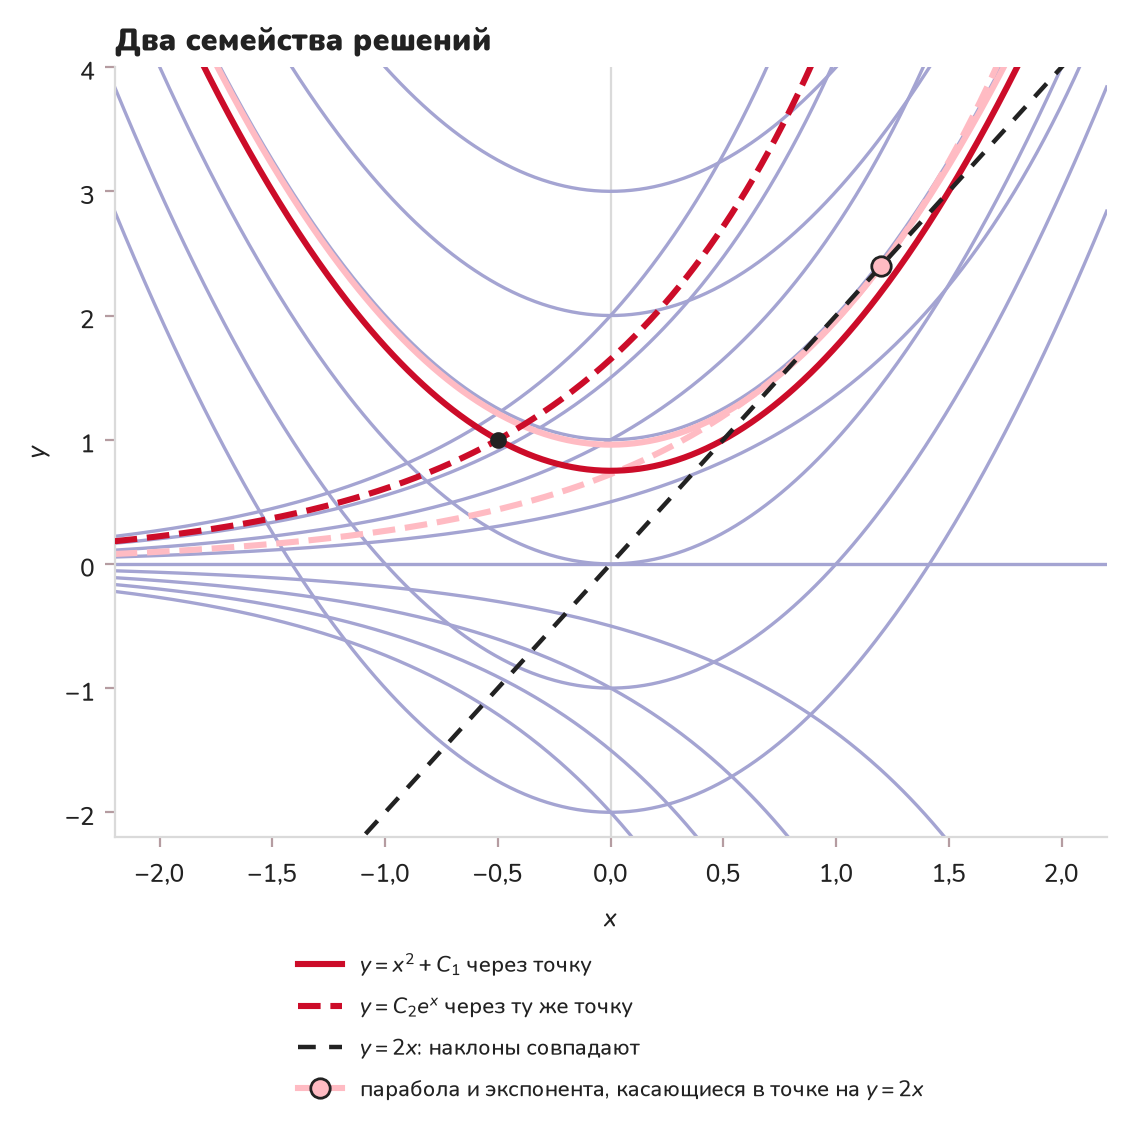 Два семейства решений
4
3
2
1
0
−1
−2
y
−2,0 −1,5 −1,0 −0,5 0,0 0,5 1,0 1,5 2,0
x
y = x² + C₁ через точку
y = C₂eˣ через ту же точку
y = 2x: наклоны совпадают
парабола и экспонента, касающиеся в точке на y = 2x